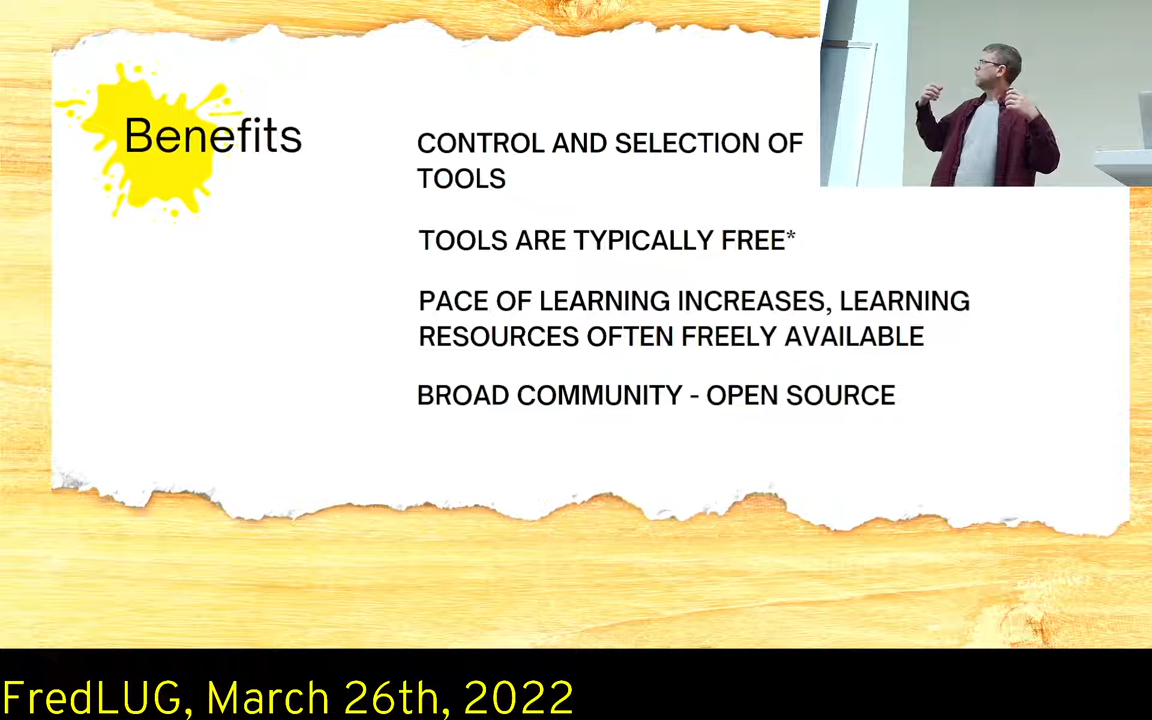 Benefits
CONTROL AND SELECTION OF
TOOLS
TOOLS ARE TYPICALLY FREE*
PACE OF LEARNING INCREASES, LEARNING
RESOURCES OFTEN FREELY AVAILABLE
BROAD COMMUNITY - OPEN SOURCE
FredLUG, March 26th, 2022